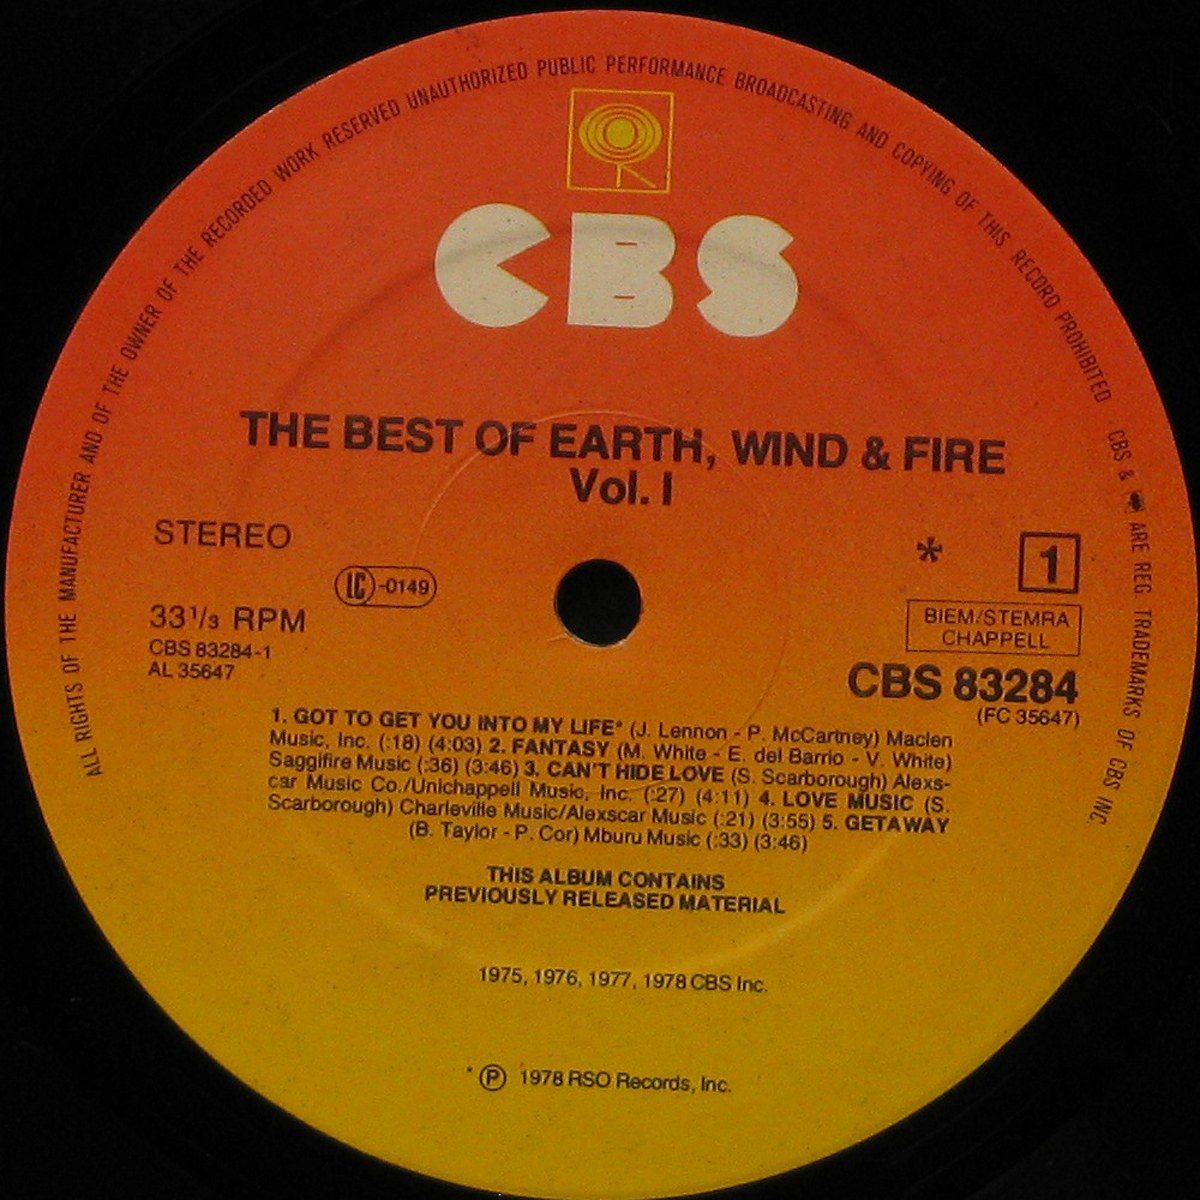 ALL RIGHTS OF THE MANUFACTURER AND OF THE OWNER OF THE RECORDED WORK RESERVED UNAUTHORIZED PUBLIC PERFORMANCE BROADCASTING AND COPYING OF THIS RECORD PROHIBITED
CBS & ARE REG. TRADEMARKS OF CBS INC.
CBS
THE BEST OF EARTH, WIND & FIRE
Vol. I
STEREO
LC-0149
33 1/3 RPM
CBS 83284-1
AL 35647
* 1
BIEM/STEMRA
CHAPPELL
CBS 83284
(FC 35647)
1. GOT TO GET YOU INTO MY LIFE* (J. Lennon - P. McCartney) Maclen
Music, Inc. (:18) (4:03) 2. FANTASY (M. White - E. del Barrio - V. White)
Saggifire Music (:36) (3:46) 3. CAN'T HIDE LOVE (S. Scarborough) Alexs-
car Music Co./Unichappell Music, Inc. (:27) (4:11) 4. LOVE MUSIC (S.
Scarborough) Charleville Music/Alexscar Music (:21) (3:55) 5. GETAWAY
(B. Taylor - P. Cor) Mburu Music (:33) (3:46)
THIS ALBUM CONTAINS
PREVIOUSLY RELEASED MATERIAL
1975, 1976, 1977, 1978 CBS Inc.
* ℗ 1978 RSO Records, Inc.